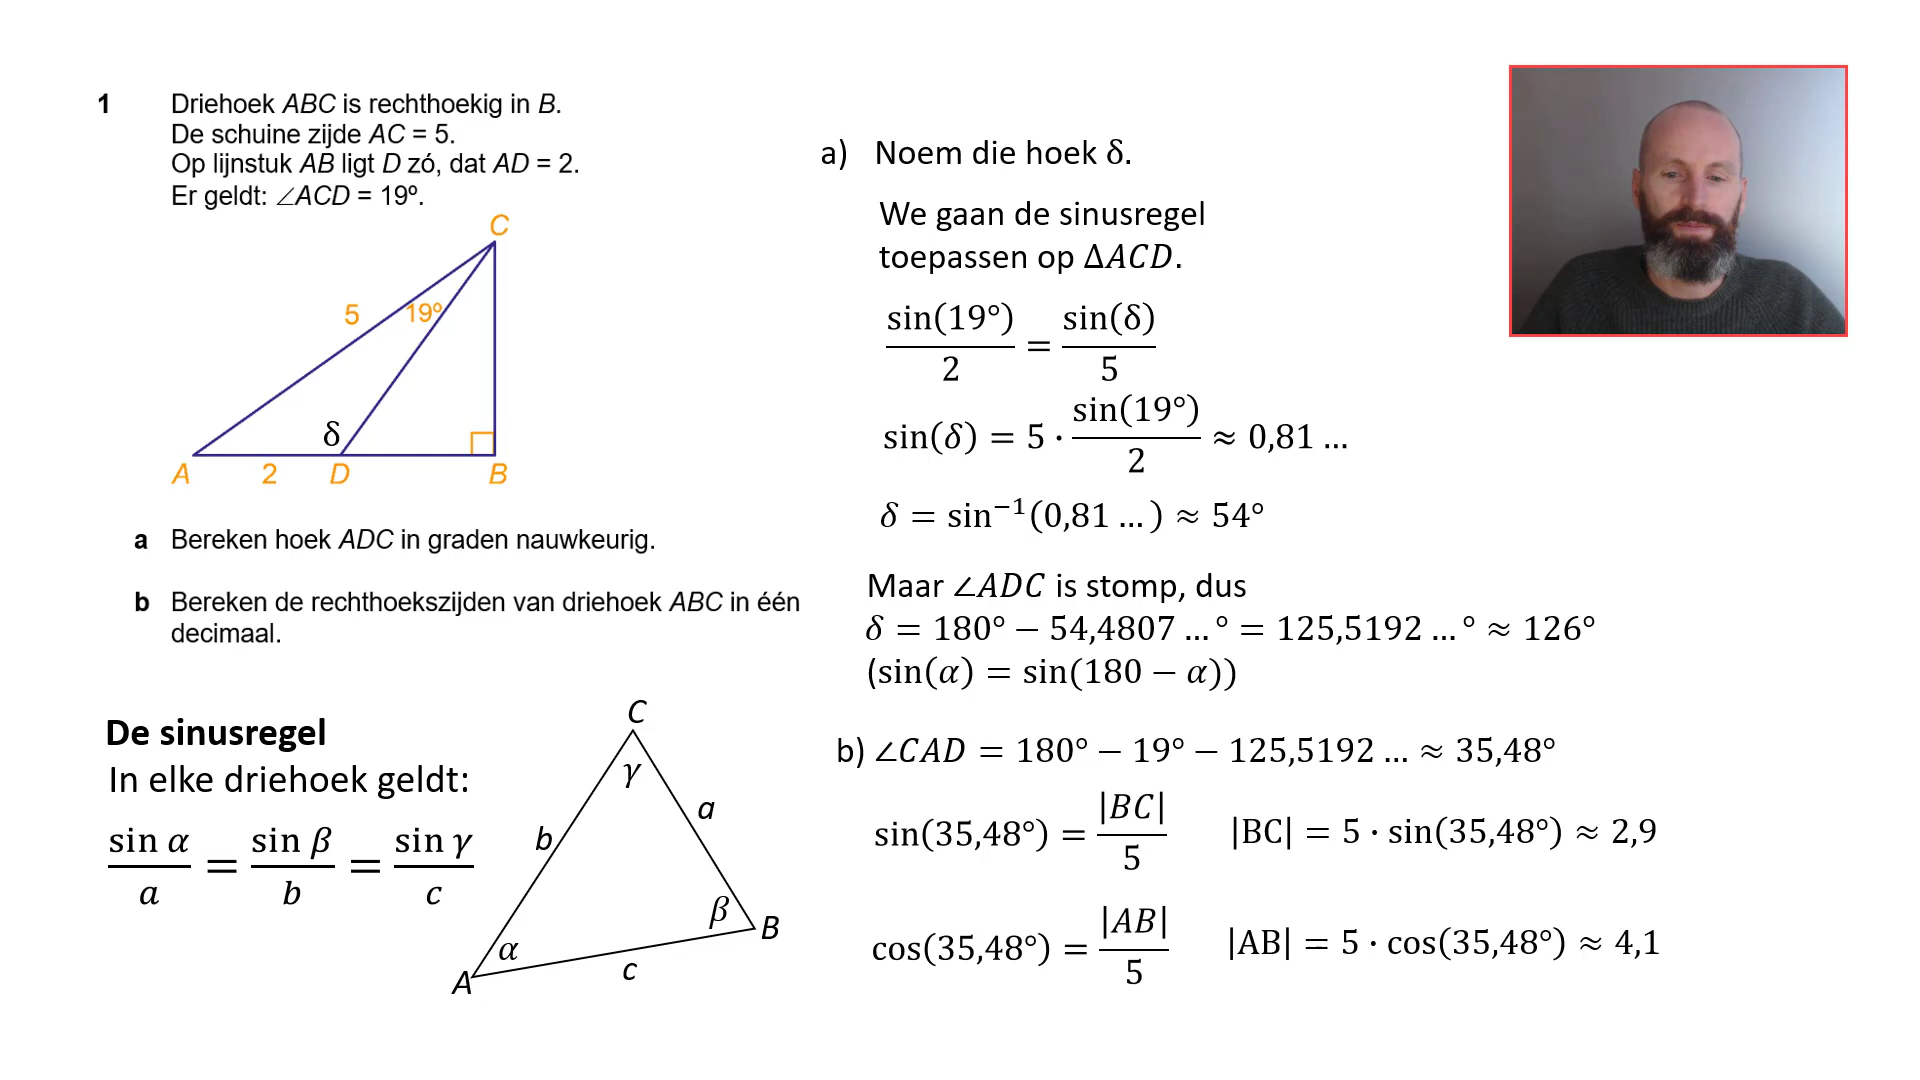 1 Driehoek ABC is rechthoekig in B.
De schuine zijde AC = 5.
Op lijnstuk AB ligt D zó, dat AD = 2.
Er geldt: ∠ACD = 19º.
C
5
19º
δ
A
2
D
B
a Bereken hoek ADC in graden nauwkeurig.
b Bereken de rechthoekszijden van driehoek ABC in één
decimaal.
De sinusregel
In elke driehoek geldt:
sin α / a = sin β / b = sin γ / c
C
γ
a
b
β
B
α
c
A
a) Noem die hoek δ.
We gaan de sinusregel
toepassen op ΔACD.
sin(19°) / 2 = sin(δ) / 5
sin(δ) = 5 · sin(19°) / 2 ≈ 0,81 …
δ = sin⁻¹(0,81 … ) ≈ 54°
Maar ∠ADC is stomp, dus
δ = 180° − 54,4807 … ° = 125,5192 … ° ≈ 126°
(sin(α) = sin(180 − α))
b) ∠CAD = 180° − 19° − 125,5192 … ≈ 35,48°
sin(35,48°) = |BC| / 5 |BC| = 5 · sin(35,48°) ≈ 2,9
cos(35,48°) = |AB| / 5 |AB| = 5 · cos(35,48°) ≈ 4,1